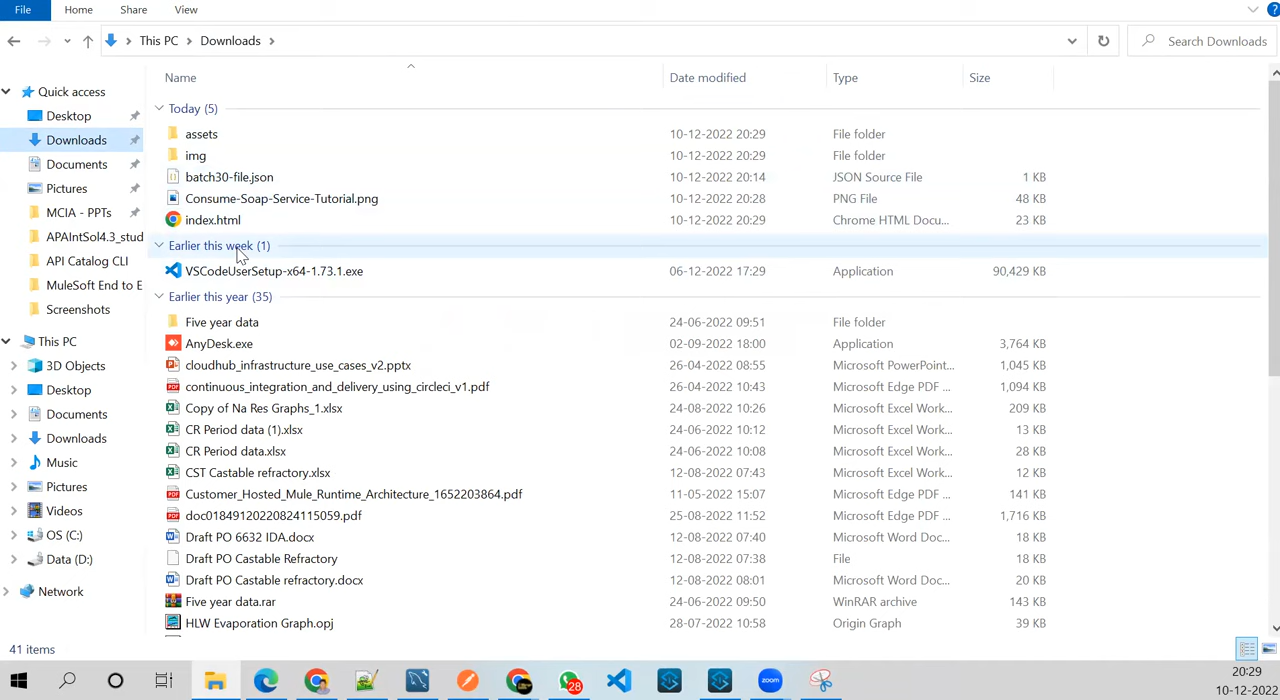 File Home Share View
This PC Downloads Search Downloads
Name Date modified Type Size
Quick access
Desktop
Downloads
Documents
Pictures
MCIA - PPTs
APAIntSol4.3_stud
API Catalog CLI
MuleSoft End to E
Screenshots
This PC
3D Objects
Desktop
Documents
Downloads
Music
Pictures
Videos
OS (C:)
Data (D:)
Network
Today (5)
assets 10-12-2022 20:29 File folder
img 10-12-2022 20:29 File folder
batch30-file.json 10-12-2022 20:14 JSON Source File 1 KB
Consume-Soap-Service-Tutorial.png 10-12-2022 20:28 PNG File 48 KB
index.html 10-12-2022 20:29 Chrome HTML Docu... 23 KB
Earlier this week (1)
VSCodeUserSetup-x64-1.73.1.exe 06-12-2022 17:29 Application 90,429 KB
Earlier this year (35)
Five year data 24-06-2022 09:51 File folder
AnyDesk.exe 02-09-2022 18:00 Application 3,764 KB
cloudhub_infrastructure_use_cases_v2.pptx 26-04-2022 08:55 Microsoft PowerPoint... 1,045 KB
continuous_integration_and_delivery_using_circleci_v1.pdf 26-04-2022 10:43 Microsoft Edge PDF ... 1,094 KB
Copy of Na Res Graphs_1.xlsx 24-08-2022 10:26 Microsoft Excel Work... 209 KB
CR Period data (1).xlsx 24-06-2022 10:12 Microsoft Excel Work... 13 KB
CR Period data.xlsx 24-06-2022 10:08 Microsoft Excel Work... 28 KB
CST Castable refractory.xlsx 12-08-2022 07:43 Microsoft Excel Work... 12 KB
Customer_Hosted_Mule_Runtime_Architecture_1652203864.pdf 11-05-2022 15:07 Microsoft Edge PDF ... 141 KB
doc01849120220824115059.pdf 25-08-2022 11:52 Microsoft Edge PDF ... 1,716 KB
Draft PO 6632 IDA.docx 12-08-2022 07:40 Microsoft Word Doc... 18 KB
Draft PO Castable Refractory 12-08-2022 07:38 File 18 KB
Draft PO Castable refractory.docx 12-08-2022 08:01 Microsoft Word Doc... 20 KB
Five year data.rar 24-06-2022 09:50 WinRAR archive 143 KB
HLW Evaporation Graph.opj 28-07-2022 10:58 Origin Graph 39 KB
41 items
28
zoom
20:29
10-12-2022